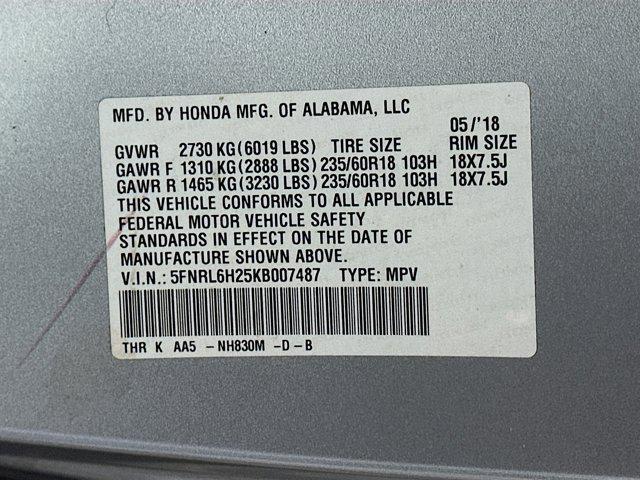 MFD. BY HONDA MFG. OF ALABAMA, LLC
05/'18
GVWR 2730 KG(6019 LBS) TIRE SIZE RIM SIZE
GAWR F 1310 KG(2888 LBS) 235/60R18 103H 18X7.5J
GAWR R 1465 KG(3230 LBS) 235/60R18 103H 18X7.5J
THIS VEHICLE CONFORMS TO ALL APPLICABLE
FEDERAL MOTOR VEHICLE SAFETY
STANDARDS IN EFFECT ON THE DATE OF
MANUFACTURE SHOWN ABOVE.
V.I.N.: 5FNRL6H25KB007487 TYPE: MPV
THR K AA5 -NH830M -D-B